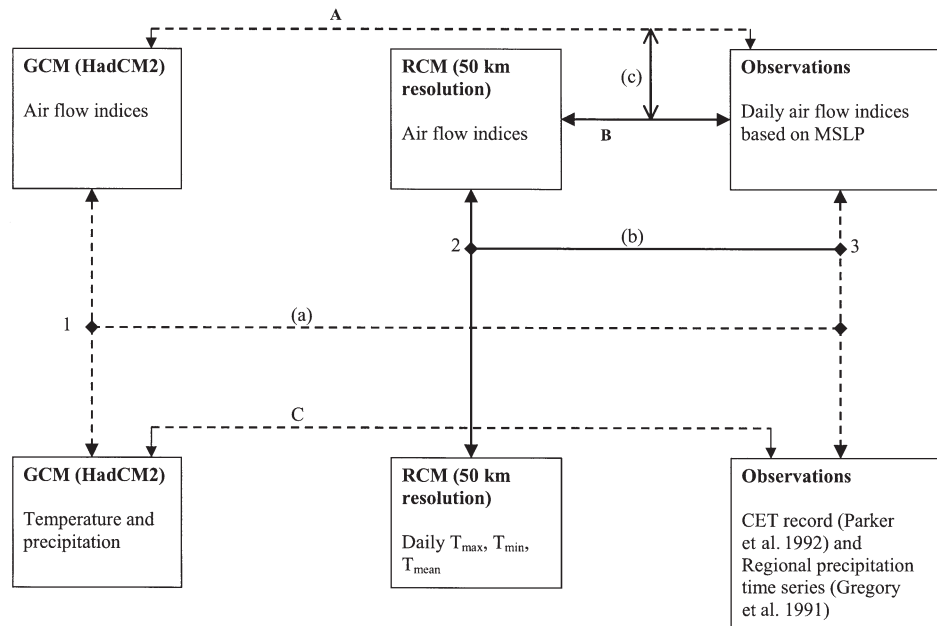 A
GCM (HadCM2)
Air flow indices
RCM (50 km
resolution)
Air flow indices
(c)
B
Observations
Daily air flow indices
based on MSLP
2
(b)
3
1
(a)
C
GCM (HadCM2)
Temperature and
precipitation
RCM (50 km
resolution)
Daily Tmax, Tmin,
Tmean
Observations
CET record (Parker
et al. 1992) and
Regional precipitation
time series (Gregory
et al. 1991)